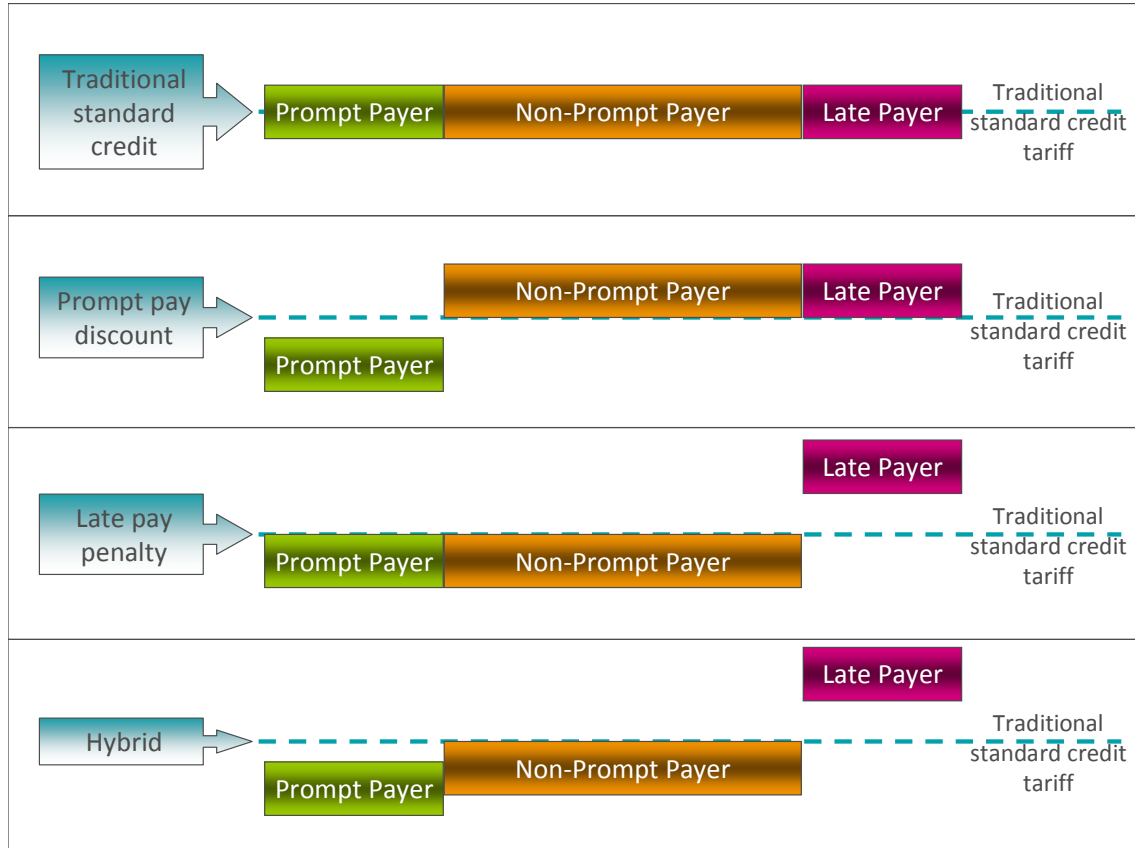 Traditional
standard
credit
Prompt Payer
Non-Prompt Payer
Late Payer
Traditional
standard credit
tariff
Prompt pay
discount
Non-Prompt Payer
Late Payer
Prompt Payer
Traditional
standard credit
tariff
Late pay
penalty
Late Payer
Prompt Payer
Non-Prompt Payer
Traditional
standard credit
tariff
Hybrid
Late Payer
Prompt Payer
Non-Prompt Payer
Traditional
standard credit
tariff